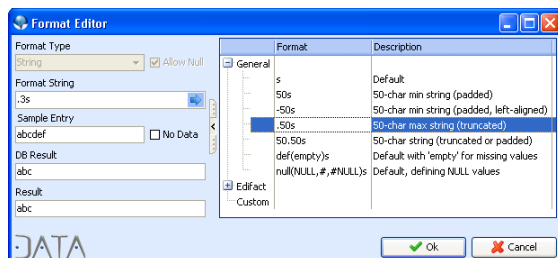 Format Editor
Format Type
String
Allow Null
Format String
.3s
Sample Entry
abcdef
No Data
DB Result
abc
Result
abc
Format Description
General
s Default
50s 50-char min string (padded)
-50s 50-char min string (padded, left-aligned)
.50s 50-char max string (truncated)
50.50s 50-char string (truncated or padded)
def(empty)s Default with 'empty' for missing values
null(NULL,#,#NULL)s Default, defining NULL values
Edifact
Custom
DATA
Ok
Cancel